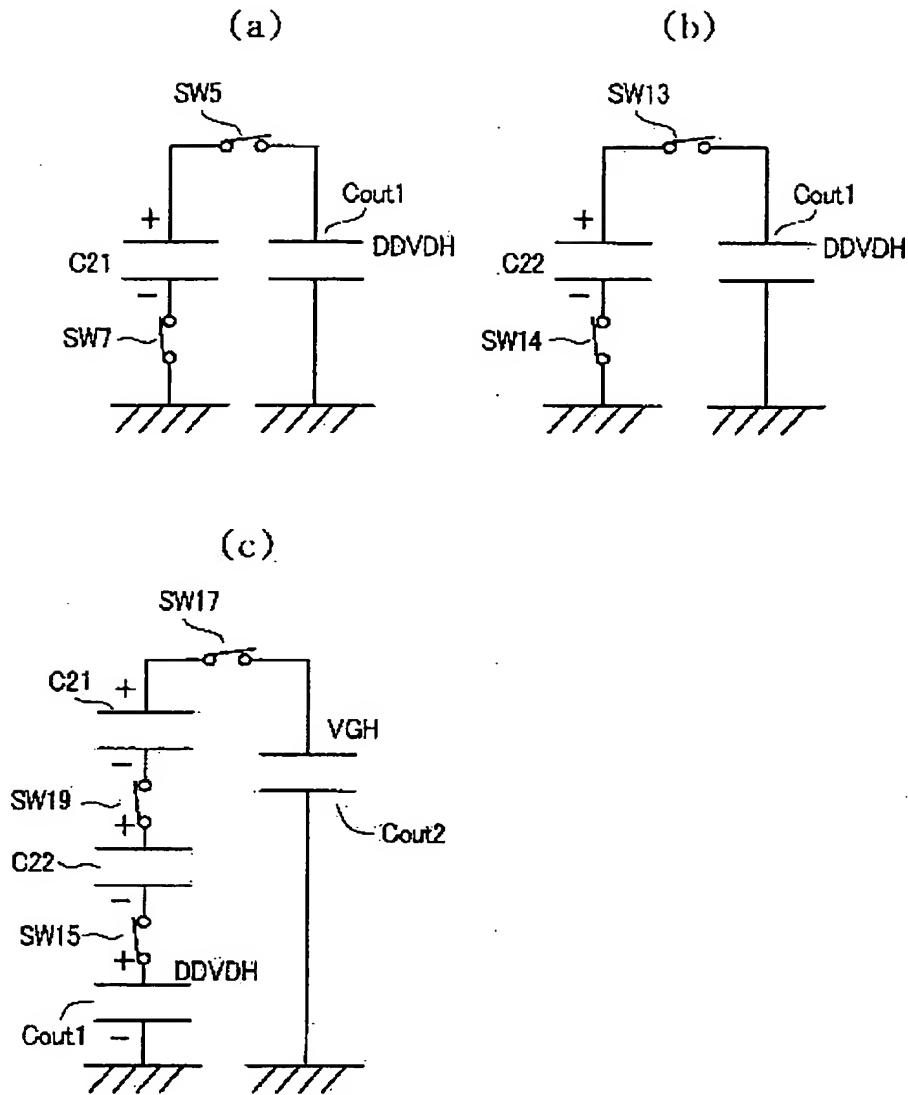 (a)
SW5
Cout1
+
DDVDH
C21
−
SW7
(b)
SW13
Cout1
+
DDVDH
C22
−
SW14
(c)
SW17
C21
+
VGH
−
SW19
+
Cout2
C22
−
SW15
+
DDVDH
Cout1
−